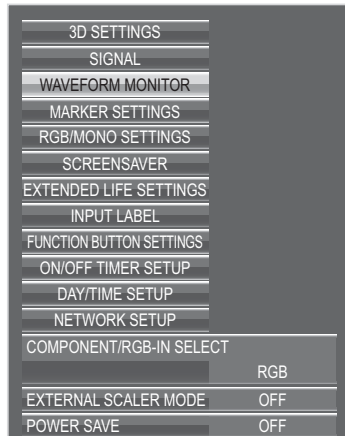 3D SETTINGS
SIGNAL
WAVEFORM MONITOR
MARKER SETTINGS
RGB/MONO SETTINGS
SCREENSAVER
EXTENDED LIFE SETTINGS
INPUT LABEL
FUNCTION BUTTON SETTINGS
ON/OFF TIMER SETUP
DAY/TIME SETUP
NETWORK SETUP
COMPONENT/RGB-IN SELECT
RGB
EXTERNAL SCALER MODE OFF
POWER SAVE OFF